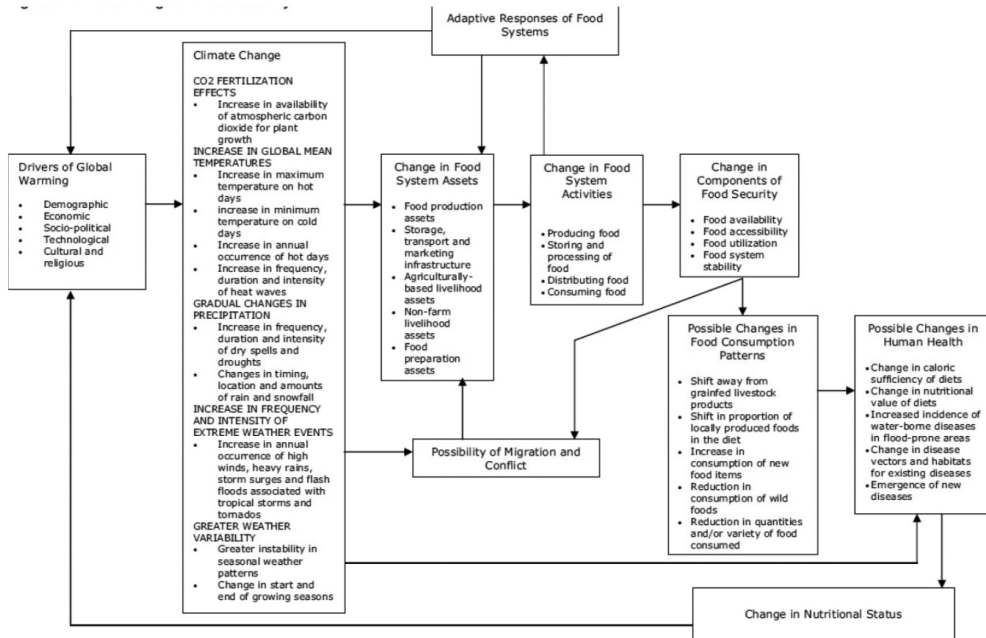 Adaptive Responses of Food
Systems
Climate Change
CO2 FERTILIZATION
EFFECTS
• Increase in availability
of atmospheric carbon
dioxide for plant
growth
INCREASE IN GLOBAL MEAN
TEMPERATURES
• Increase in maximum
temperature on hot
days
• increase in minimum
temperature on cold
days
• Increase in annual
occurrence of hot days
• Increase in frequency,
duration and intensity
of heat waves
GRADUAL CHANGES IN
PRECIPITATION
• Increase in frequency,
duration and intensity
of dry spells and
droughts
• Changes in timing,
location and amounts
of rain and snowfall
INCREASE IN FREQUENCY
AND INTENSITY OF
EXTREME WEATHER EVENTS
• Increase in annual
occurrence of high
winds, heavy rains,
storm surges and flash
floods associated with
tropical storms and
tornados
GREATER WEATHER
VARIABILITY
• Greater instability in
seasonal weather
patterns
• Change in start and
end of growing seasons
Drivers of Global
Warming
• Demographic
• Economic
• Socio-political
• Technological
• Cultural and
religious
Change in Food
System Assets
• Food production
assets
• Storage,
transport and
marketing
infrastructure
• Agriculturally-
based livelihood
assets
• Non-farm
livelihood
assets
• Food
preparation
assets
Change in Food
System
Activities
• Producing food
• Storing and
processing of
food
• Distributing food
• Consuming food
Change in
Components of
Food Security
• Food availability
• Food accessibility
• Food utilization
• Food system
stability
Possibility of Migration and
Conflict
Possible Changes in
Food Consumption
Patterns
• Shift away from
grainfed livestock
products
• Shift in proportion of
locally produced foods
in the diet
• Increase in
consumption of new
food items
• Reduction in
consumption of wild
foods
• Reduction in quantities
and/or variety of food
consumed
Possible Changes in
Human Health
• Change in caloric
sufficiency of diets
• Change in nutritional
value of diets
• Increased incidence of
water-borne diseases
in flood-prone areas
• Change in disease
vectors and habitats
for existing diseases
• Emergence of new
diseases
Change in Nutritional Status